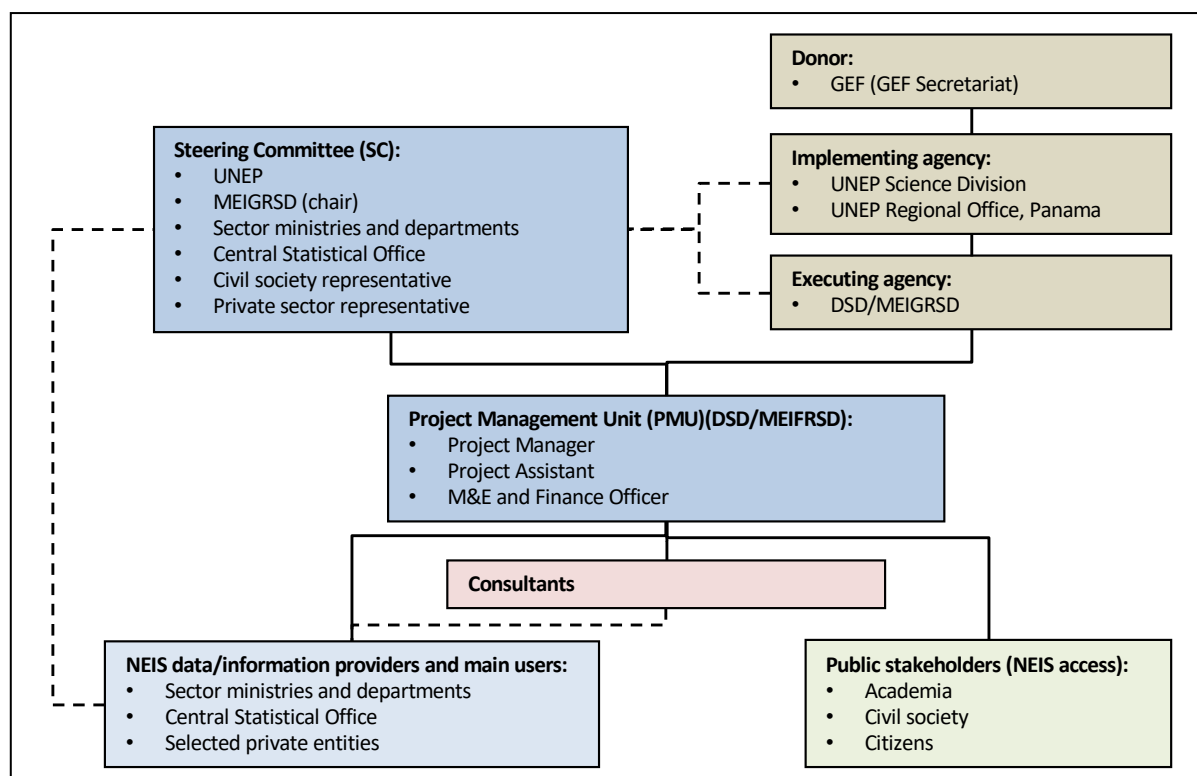 Donor:
• GEF (GEF Secretariat)
Steering Committee (SC):
• UNEP
• MEIGRSD (chair)
• Sector ministries and departments
• Central Statistical Office
• Civil society representative
• Private sector representative
Implementing agency:
• UNEP Science Division
• UNEP Regional Office, Panama
Executing agency:
• DSD/MEIGRSD
Project Management Unit (PMU)(DSD/MEIFRSD):
• Project Manager
• Project Assistant
• M&E and Finance Officer
Consultants
NEIS data/information providers and main users:
• Sector ministries and departments
• Central Statistical Office
• Selected private entities
Public stakeholders (NEIS access):
• Academia
• Civil society
• Citizens